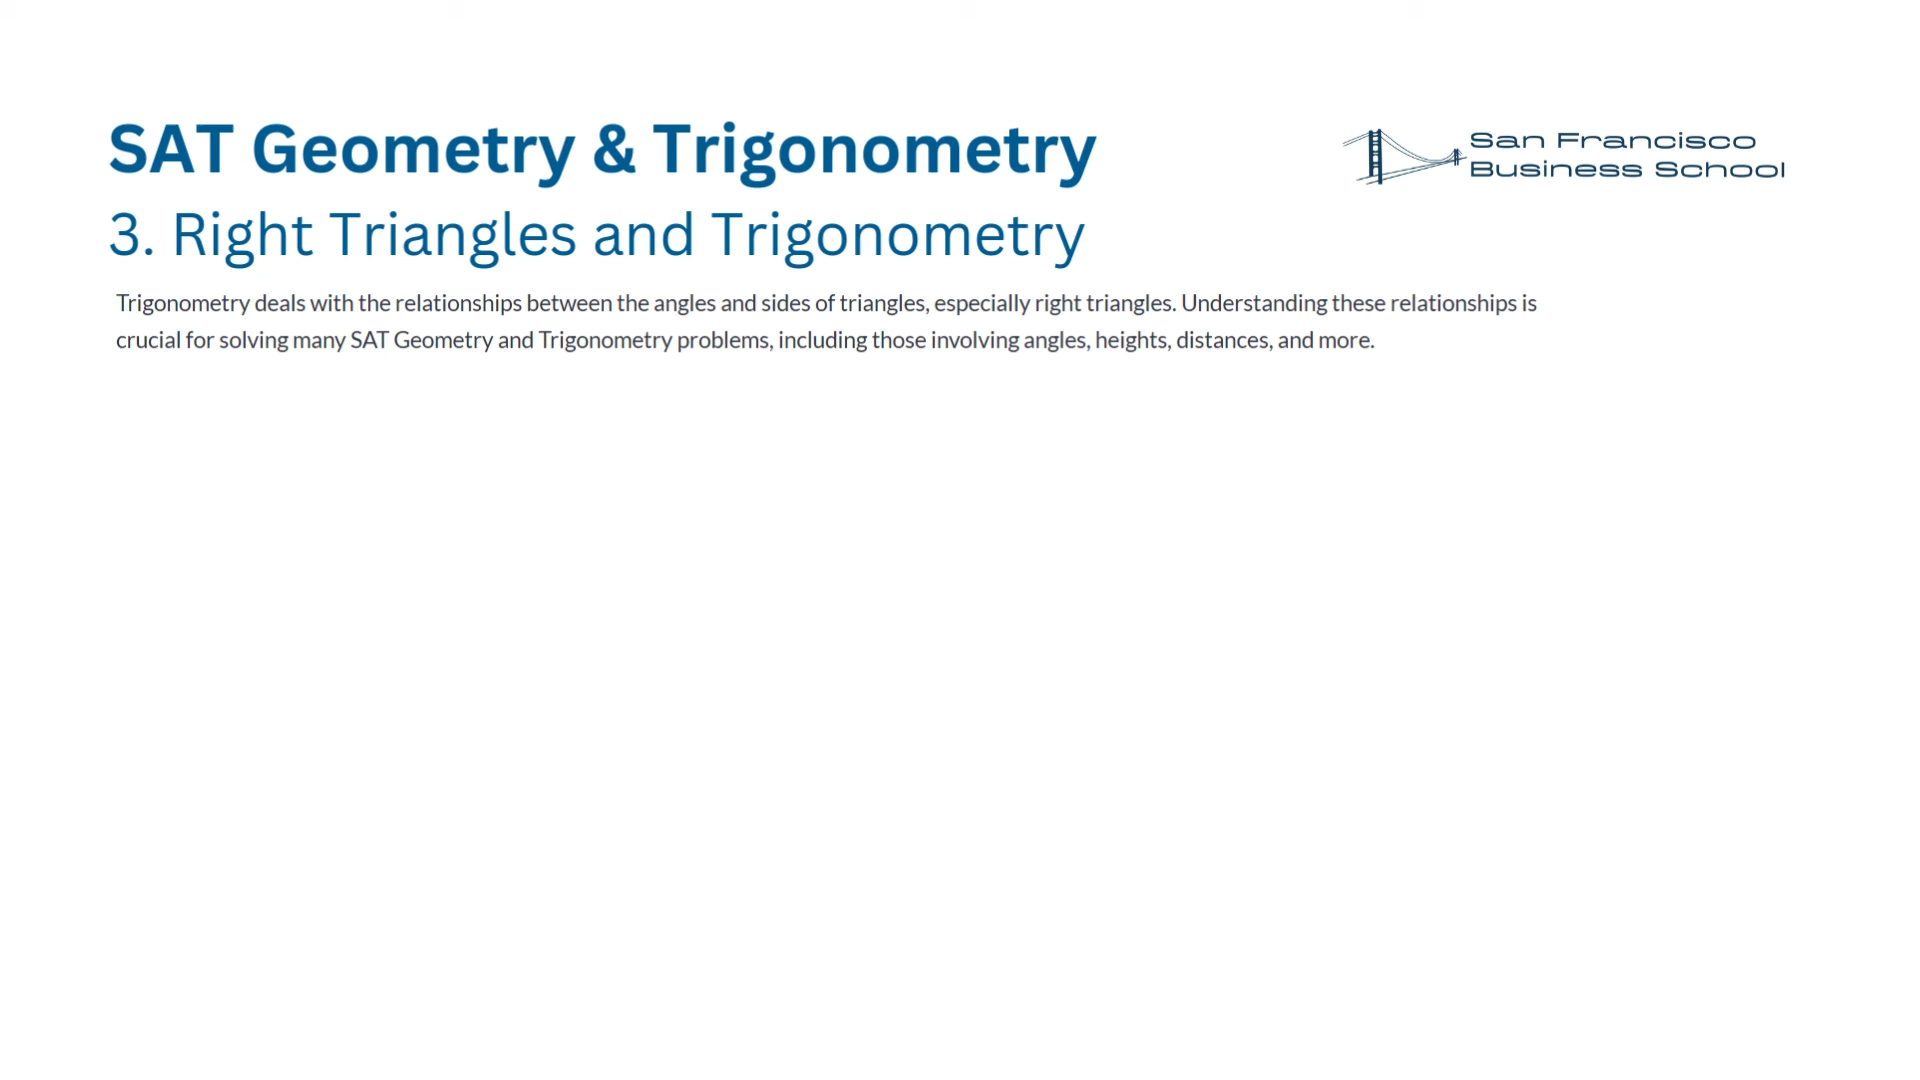 SAT Geometry & Trigonometry
San Francisco
Business School
3. Right Triangles and Trigonometry
Trigonometry deals with the relationships between the angles and sides of triangles, especially right triangles. Understanding these relationships is
crucial for solving many SAT Geometry and Trigonometry problems, including those involving angles, heights, distances, and more.